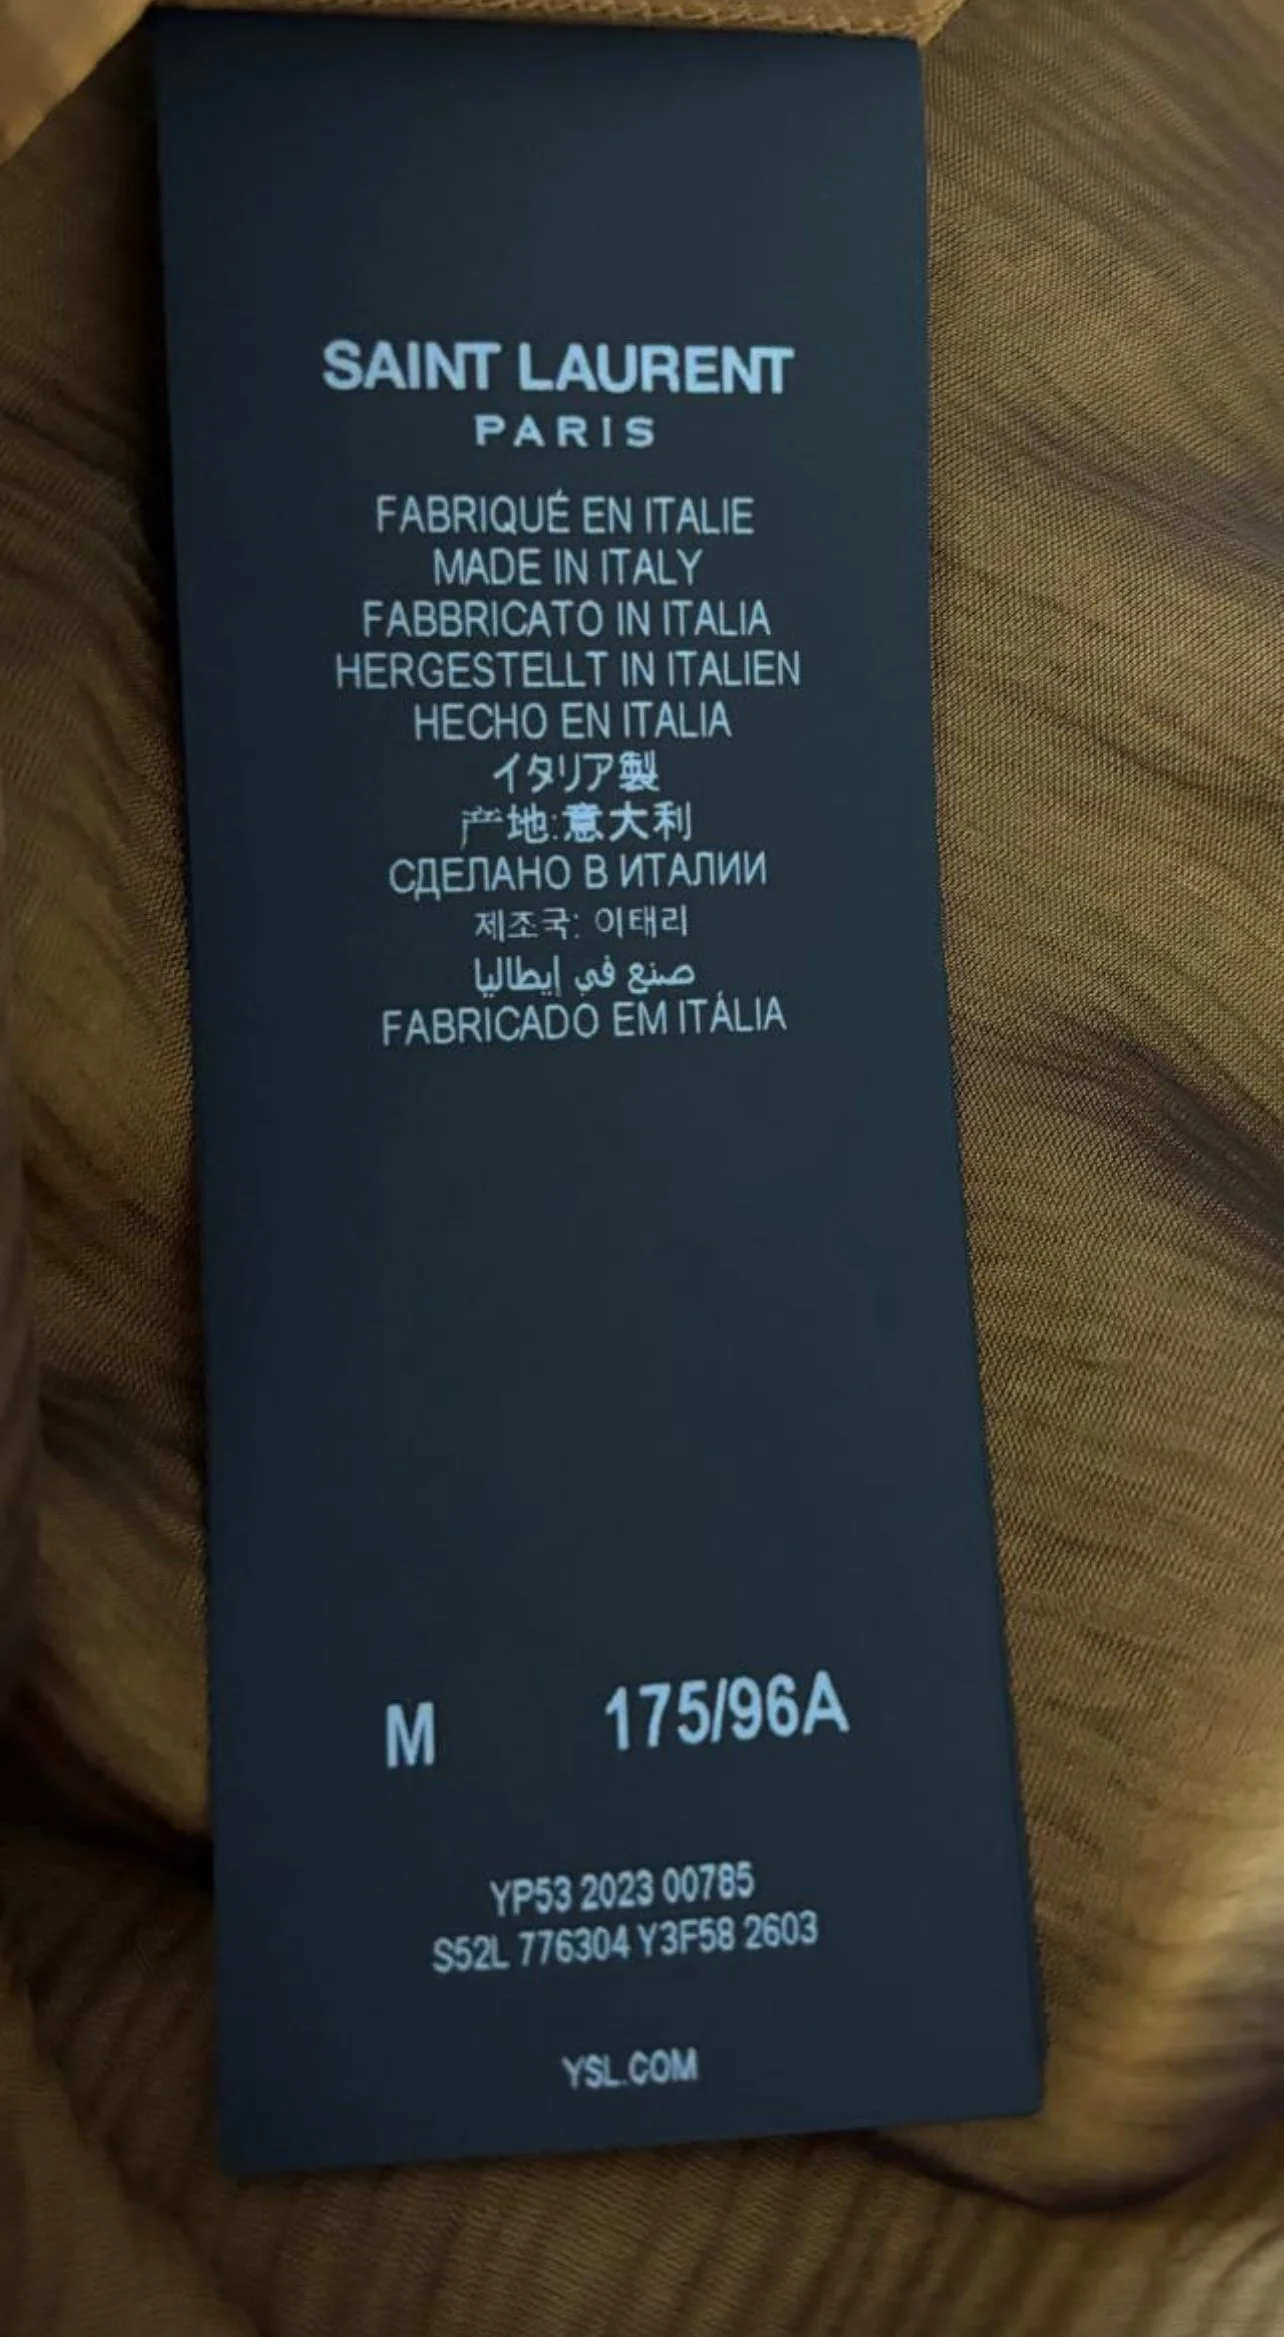 SAINT LAURENT
PARIS
FABRIQUÉ EN ITALIE
MADE IN ITALY
FABBRICATO IN ITALIA
HERGESTELLT IN ITALIEN
HECHO EN ITALIA
イタリア製
产地:意大利
СДЕЛАНО В ИТАЛИИ
제조국: 이태리
صنع في إيطاليا
FABRICADO EM ITÁLIA
M 175/96A
YP53 2023 00785
S52L 776304 Y3F58 2603
YSL.COM